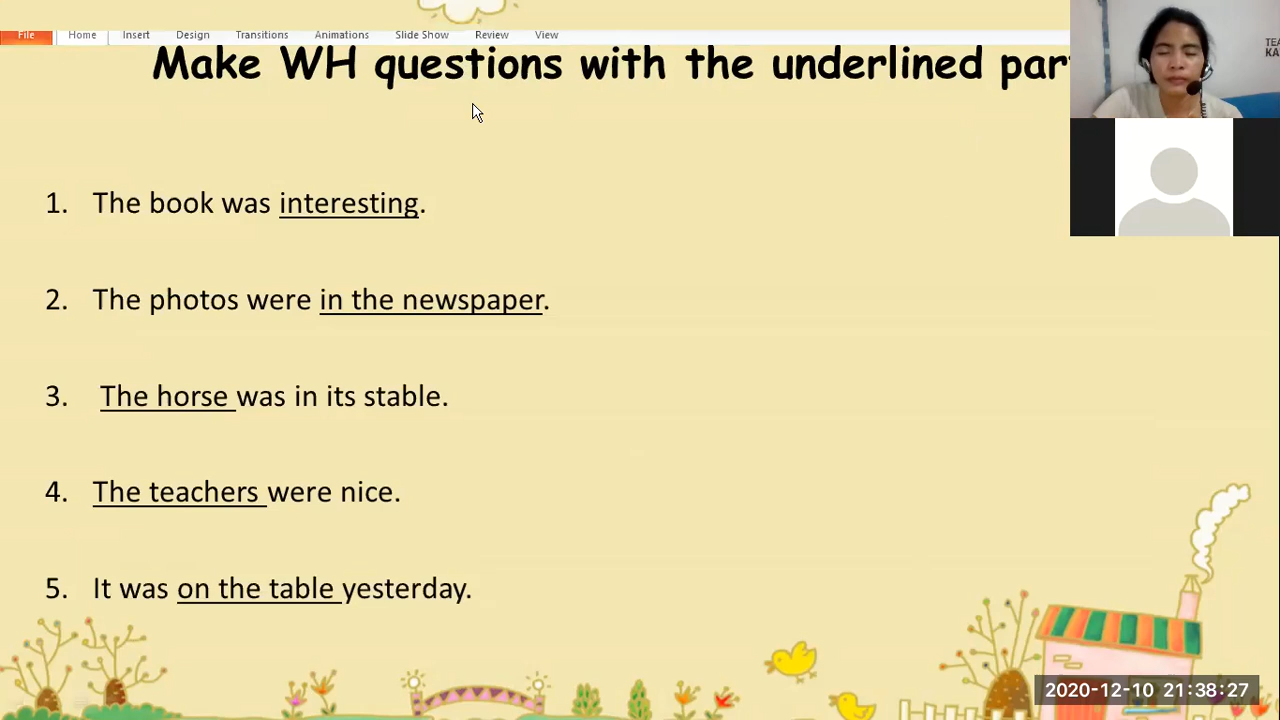 File Home Insert Design Transitions Animations Slide Show Review View
Make WH questions with the underlined
1. The book was interesting.
2. The photos were in the newspaper.
3. The horse was in its stable.
4. The teachers were nice.
5. It was on the table yesterday.
2020-12-10 21:38:27